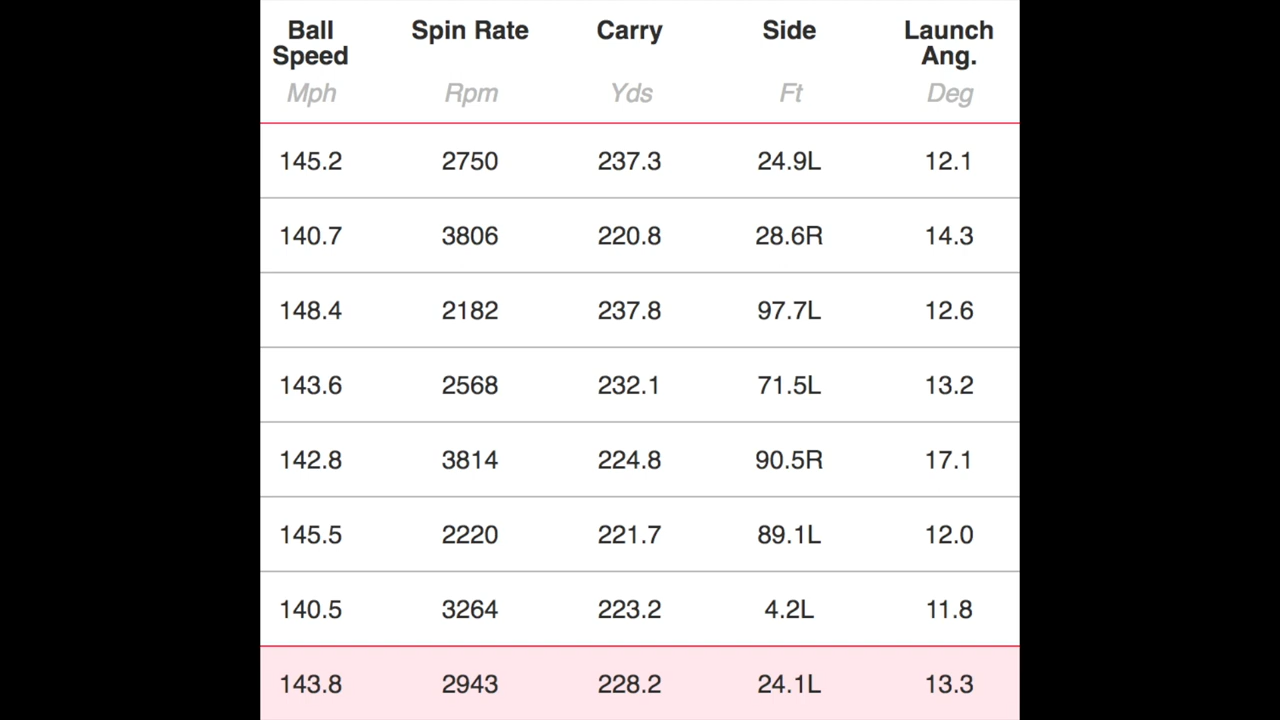 Ball Speed Spin Rate Carry Side Launch Ang.
Mph Rpm Yds Ft Deg
145.2 2750 237.3 24.9L 12.1
140.7 3806 220.8 28.6R 14.3
148.4 2182 237.8 97.7L 12.6
143.6 2568 232.1 71.5L 13.2
142.8 3814 224.8 90.5R 17.1
145.5 2220 221.7 89.1L 12.0
140.5 3264 223.2 4.2L 11.8
143.8 2943 228.2 24.1L 13.3